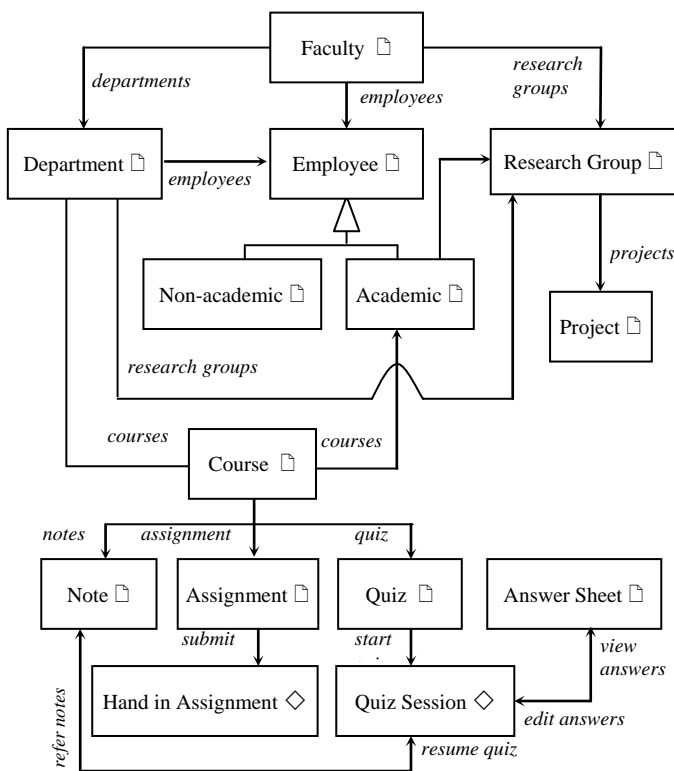 Faculty
departments
research
groups
employees
Department
Employee
Research Group
employees
projects
Non-academic
Academic
Project
research groups
courses
courses
Course
notes
assignment
quiz
Note
Assignment
Quiz
Answer Sheet
submit
start
view
answers
Hand in Assignment
Quiz Session
edit answers
refer notes
resume quiz